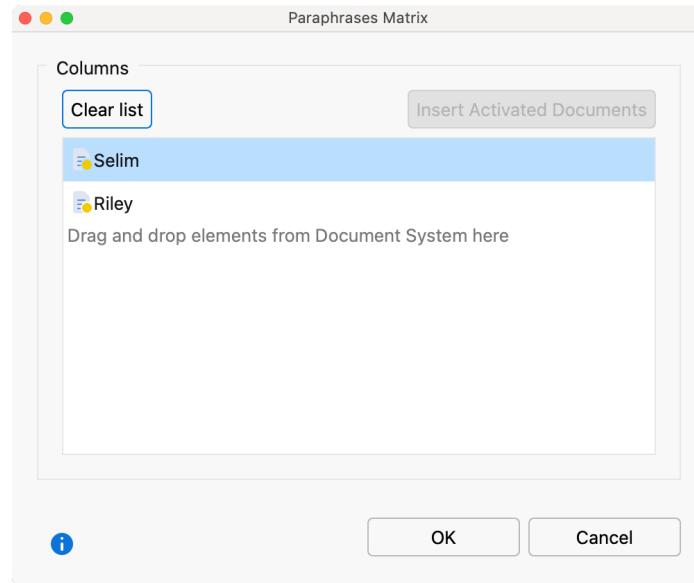 Paraphrases Matrix
Columns
Clear list
Insert Activated Documents
Selim
Riley
Drag and drop elements from Document System here
OK
Cancel